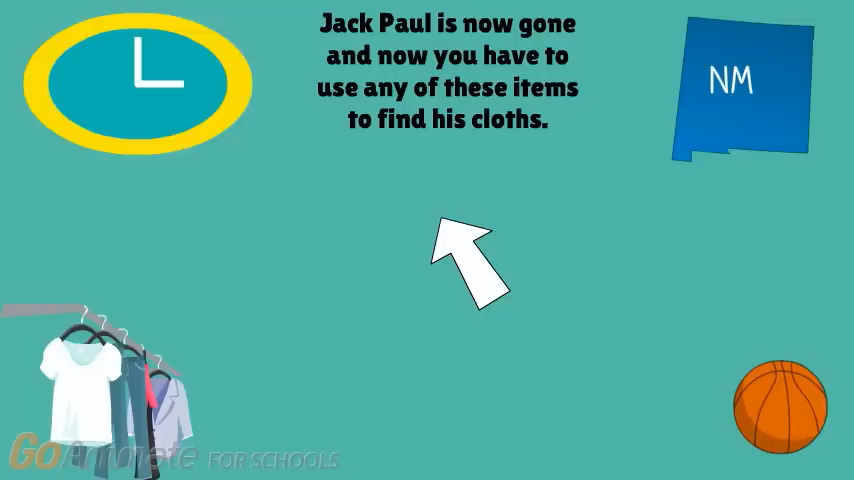 Jack Paul is now gone
and now you have to
use any of these items
to find his cloths.
NM
GoAnimate FOR SCHOOLS